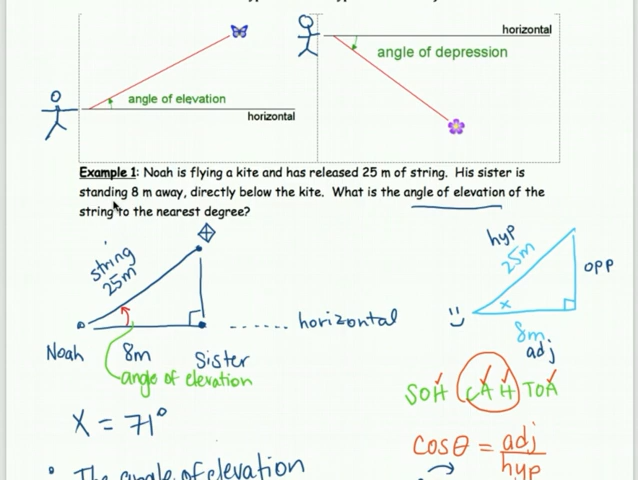 horizontal
angle of depression
angle of elevation
horizontal
Example 1: Noah is flying a kite and has released 25 m of string. His sister is
standing 8 m away, directly below the kite. What is the angle of elevation of the
string to the nearest degree?
string
25m
hyp
25m
opp
x
horizontal
8m
adj
Noah 8m Sister
angle of elevation
SOH CAH TOA
X = 71°
cosθ = adj
hyp
• The angle of elevation